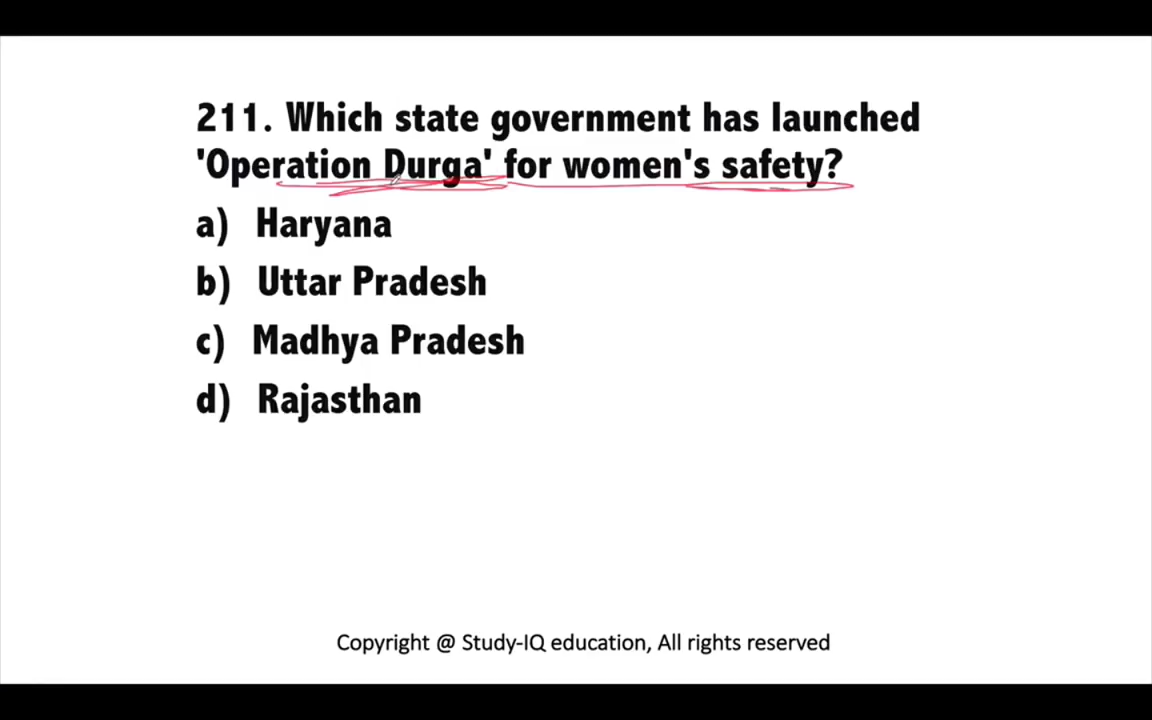 211. Which state government has launched
'Operation Durga' for women's safety?
a) Haryana
b) Uttar Pradesh
c) Madhya Pradesh
d) Rajasthan
Copyright @ Study-IQ education, All rights reserved